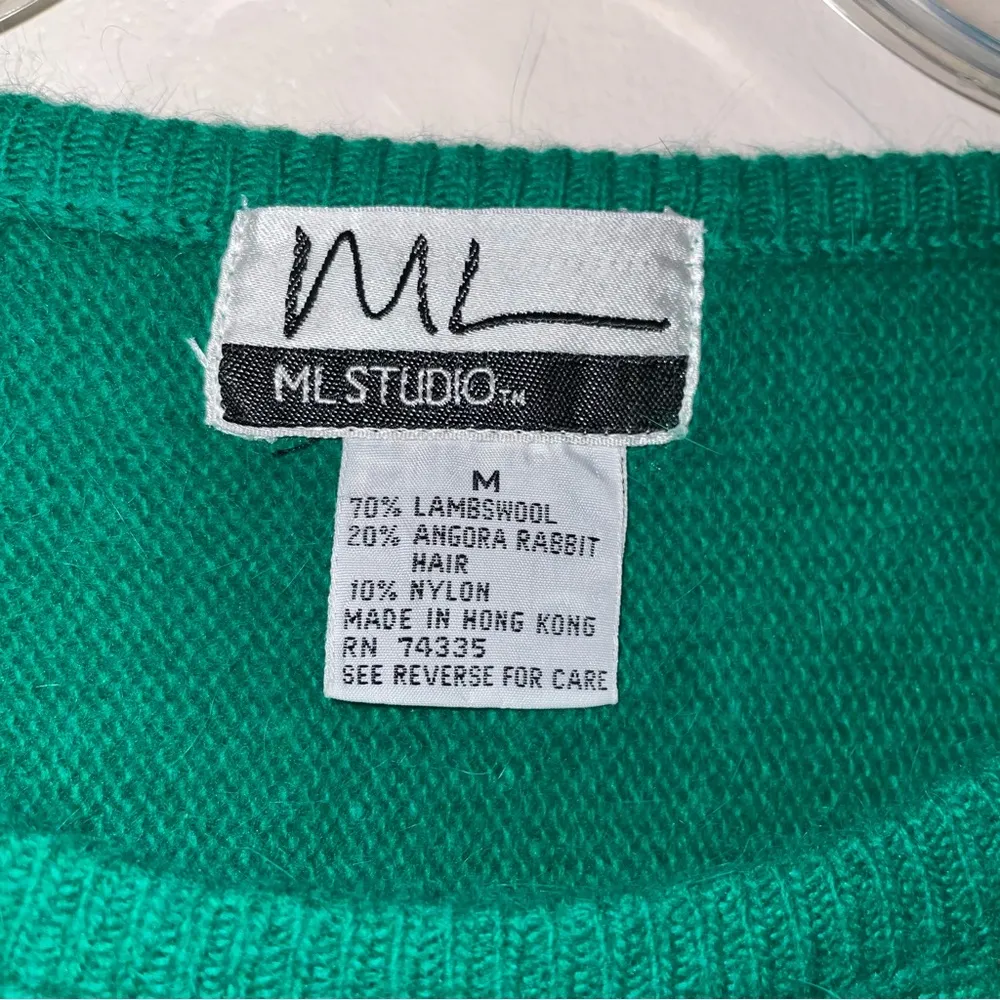 ML
ML STUDIO™
M
70% LAMBSWOOL
20% ANGORA RABBIT
HAIR
10% NYLON
MADE IN HONG KONG
RN 74335
SEE REVERSE FOR CARE